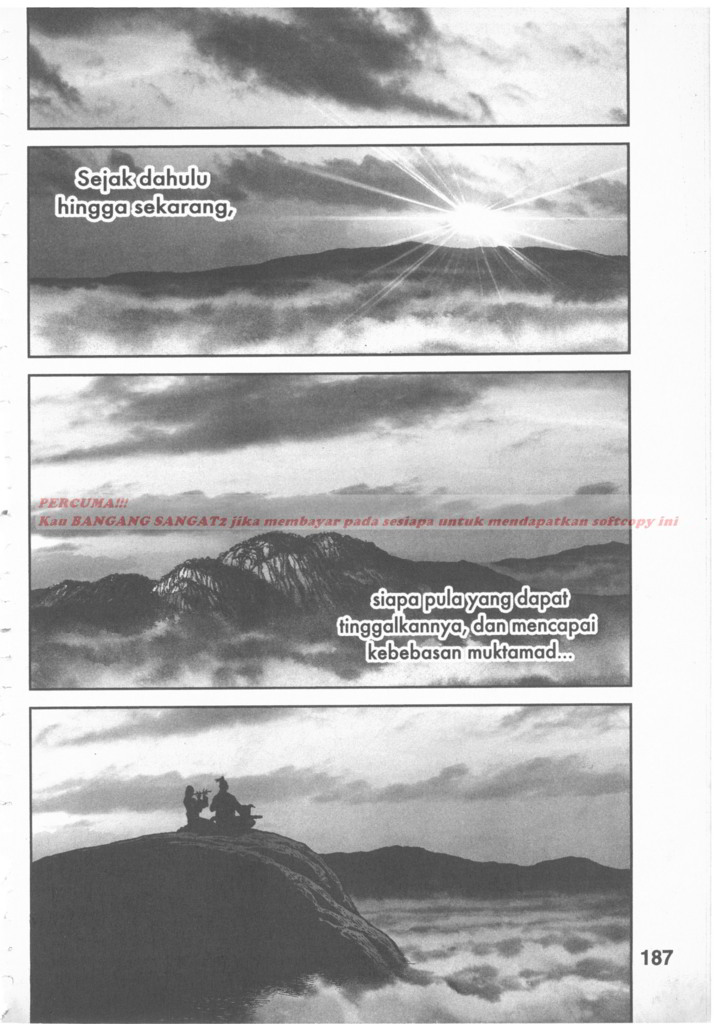 Sejak dahulu
hingga sekarang,
PERCUMA!!!
Kau BANGANG SANGAT2 jika membayar pada sesiapa untuk mendapatkan softcopy ini
siapa pula yang dapat
tinggalkannya, dan mencapai
kebebasan muktamad...
187